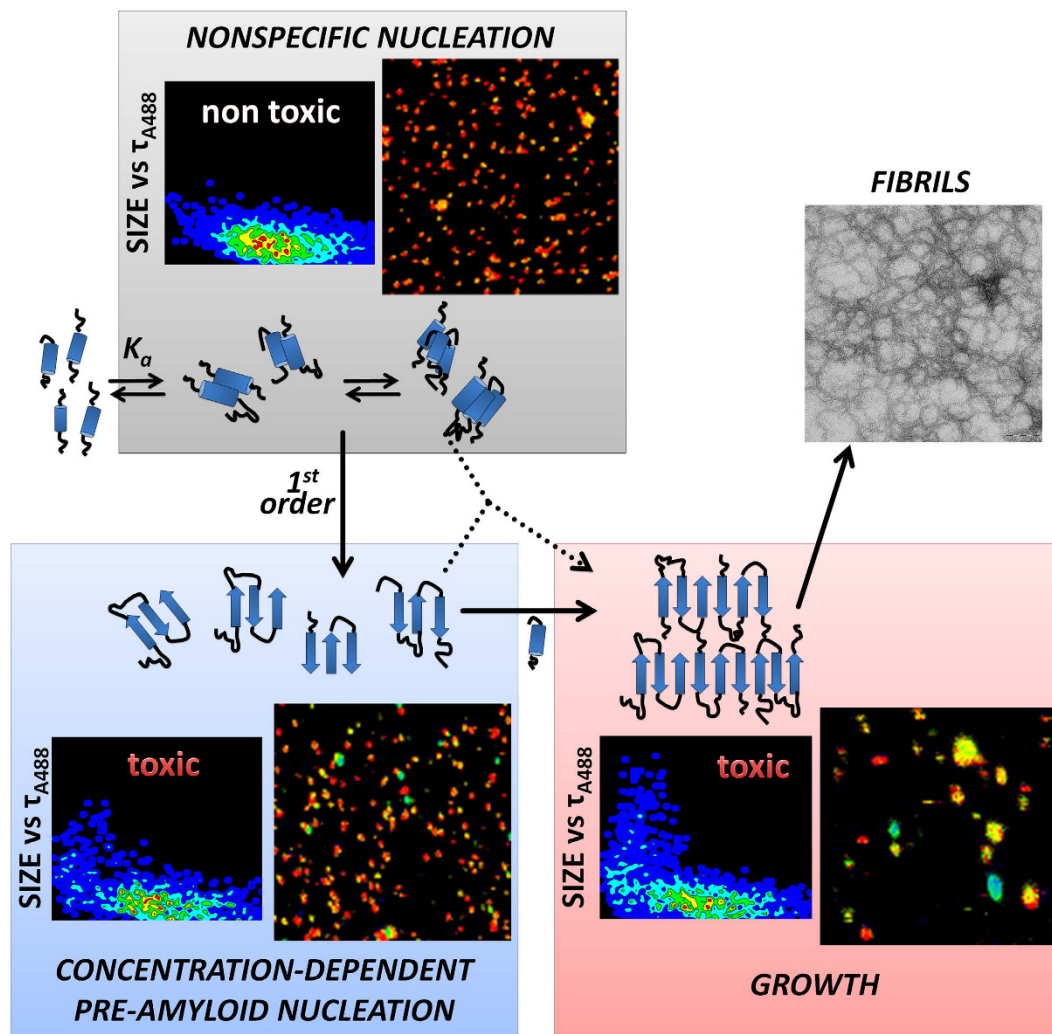 NONSPECIFIC NUCLEATION
non toxic
SIZE vs τA488
FIBRILS
Ka
1st
order
toxic
SIZE vs τA488
toxic
SIZE vs τA488
CONCENTRATION-DEPENDENT
PRE-AMYLOID NUCLEATION
GROWTH